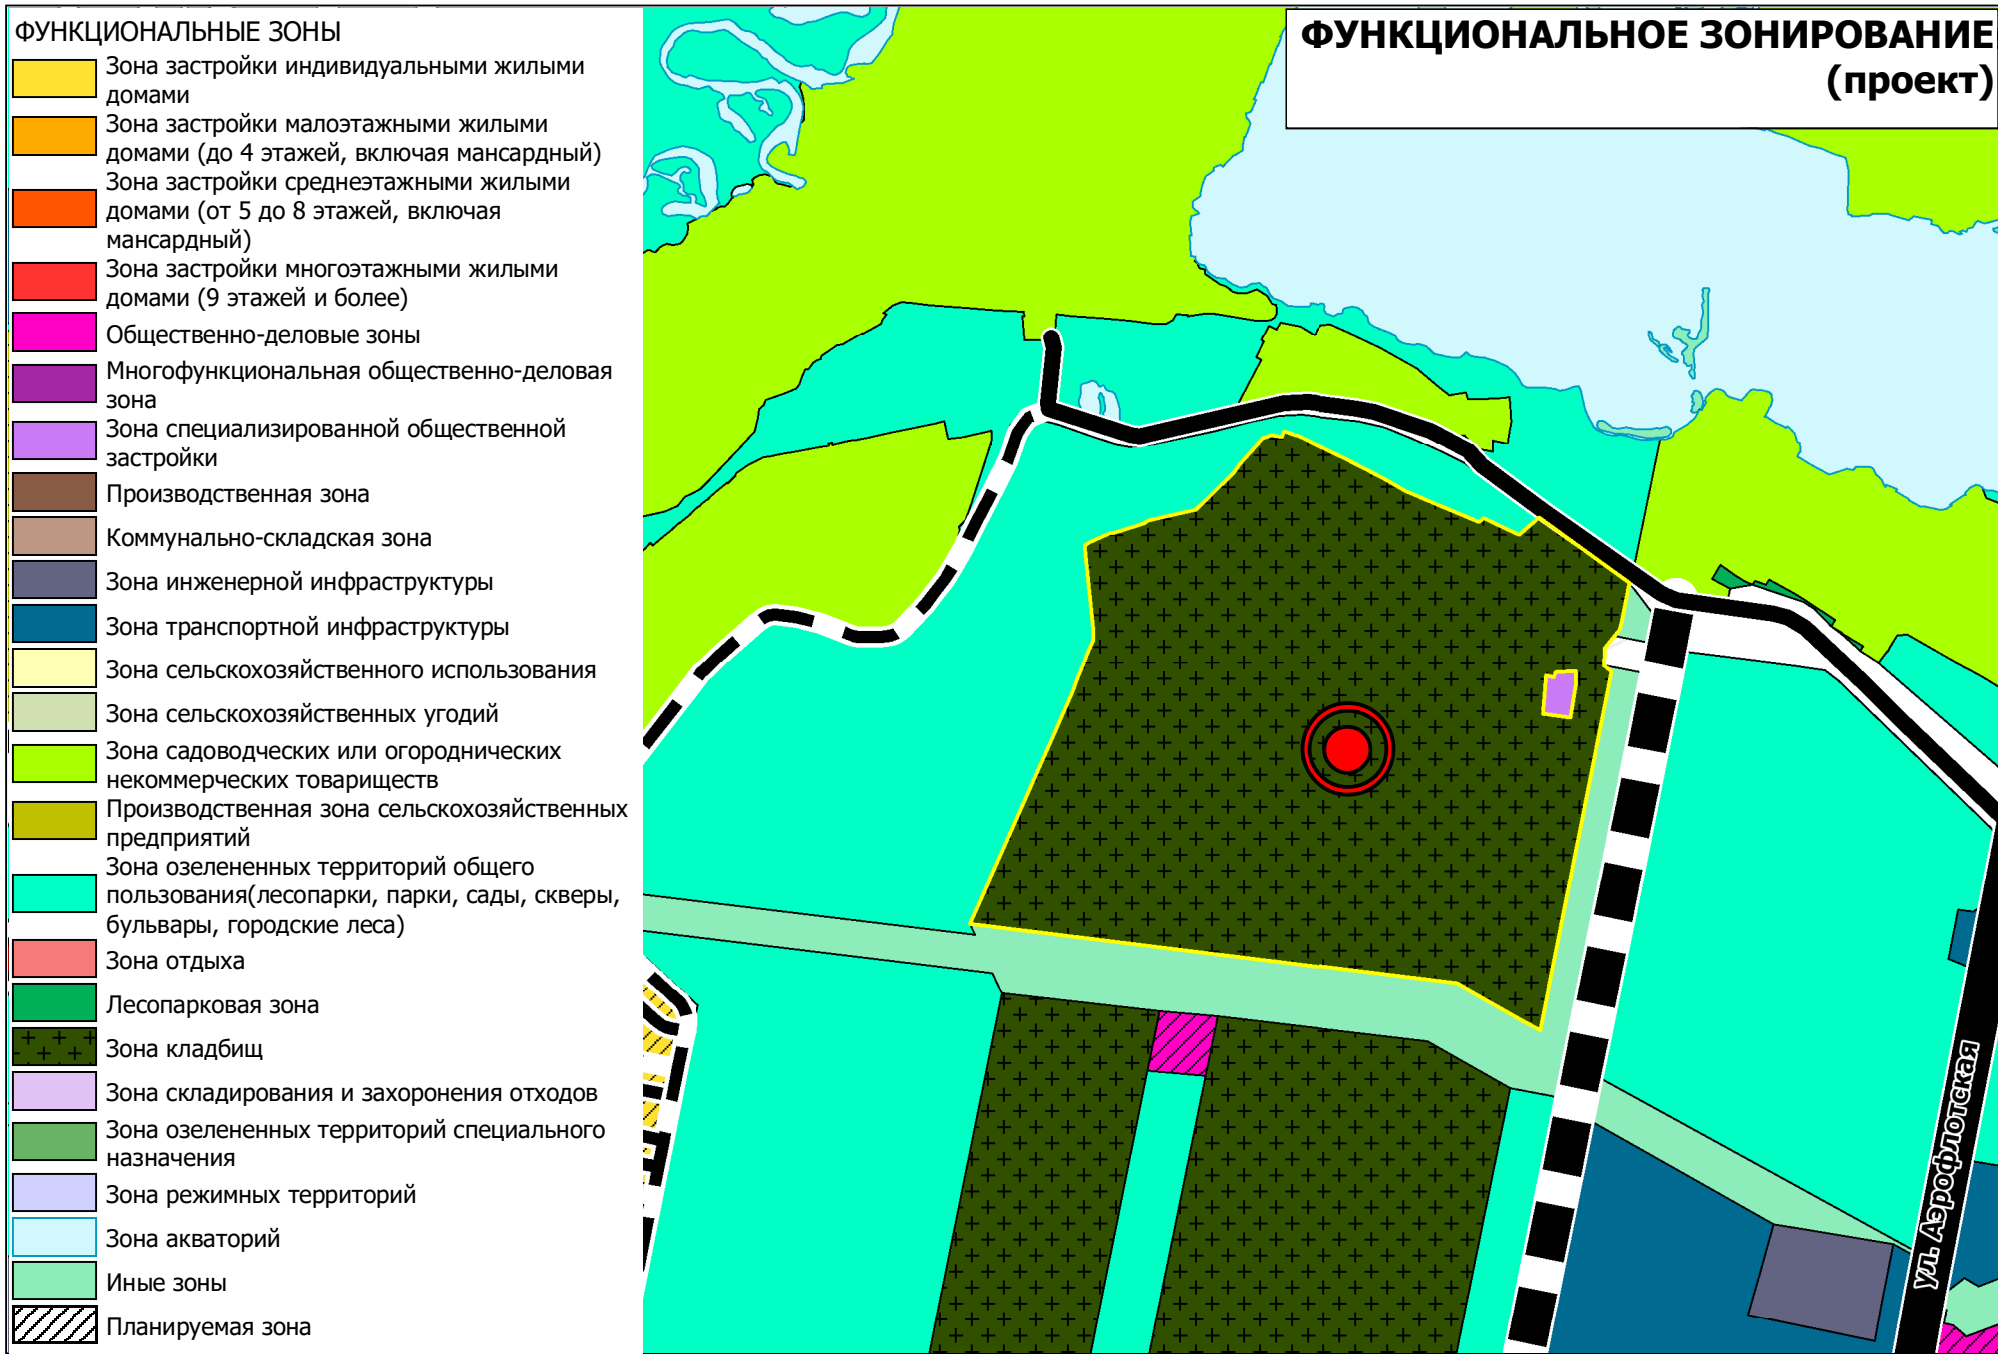 ФУНКЦИОНАЛЬНЫЕ ЗОНЫ
Зона застройки индивидуальными жилыми
домами
Зона застройки малоэтажными жилыми
домами (до 4 этажей, включая мансардный)
Зона застройки среднеэтажными жилыми
домами (от 5 до 8 этажей, включая
мансардный)
Зона застройки многоэтажными жилыми
домами (9 этажей и более)
Общественно-деловые зоны
Многофункциональная общественно-деловая
зона
Зона специализированной общественной
застройки
Производственная зона
Коммунально-складская зона
Зона инженерной инфраструктуры
Зона транспортной инфраструктуры
Зона сельскохозяйственного использования
Зона сельскохозяйственных угодий
Зона садоводческих или огороднических
некоммерческих товариществ
Производственная зона сельскохозяйственных
предприятий
Зона озелененных территорий общего
пользования(лесопарки, парки, сады, скверы,
бульвары, городские леса)
Зона отдыха
Лесопарковая зона
Зона кладбищ
Зона складирования и захоронения отходов
Зона озелененных территорий специального
назначения
Зона режимных территорий
Зона акваторий
Иные зоны
Планируемая зона
ФУНКЦИОНАЛЬНОЕ ЗОНИРОВАНИЕ
(проект)
ул. Аэрофлотская